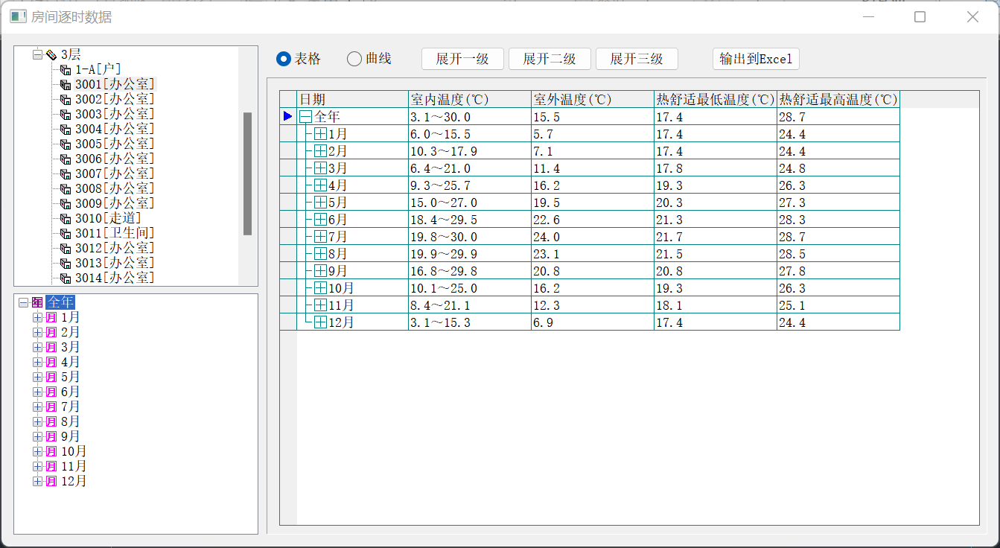 房间逐时数据
3层
1-A[户]
3001[办公室]
3002[办公室]
3003[办公室]
3004[办公室]
3005[办公室]
3006[办公室]
3007[办公室]
3008[办公室]
3009[办公室]
3010[走道]
3011[卫生间]
3012[办公室]
3013[办公室]
3014[办公室]
年 全年
月 1月
月 2月
月 3月
月 4月
月 5月
月 6月
月 7月
月 8月
月 9月
月 10月
月 11月
月 12月
表格 曲线 展开一级 展开二级 展开三级 输出到Excel
日期 室内温度(℃) 室外温度(℃) 热舒适最低温度(℃) 热舒适最高温度(℃)
全年 3.1～30.0 15.5 17.4 28.7
1月 6.0～15.5 5.7 17.4 24.4
2月 10.3～17.9 7.1 17.4 24.4
3月 6.4～21.0 11.4 17.8 24.8
4月 9.3～25.7 16.2 19.3 26.3
5月 15.0～27.0 19.5 20.3 27.3
6月 18.4～29.5 22.6 21.3 28.3
7月 19.8～30.0 24.0 21.7 28.7
8月 19.9～29.9 23.1 21.5 28.5
9月 16.8～29.8 20.8 20.8 27.8
10月 10.1～25.0 16.2 19.3 26.3
11月 8.4～21.1 12.3 18.1 25.1
12月 3.1～15.3 6.9 17.4 24.4